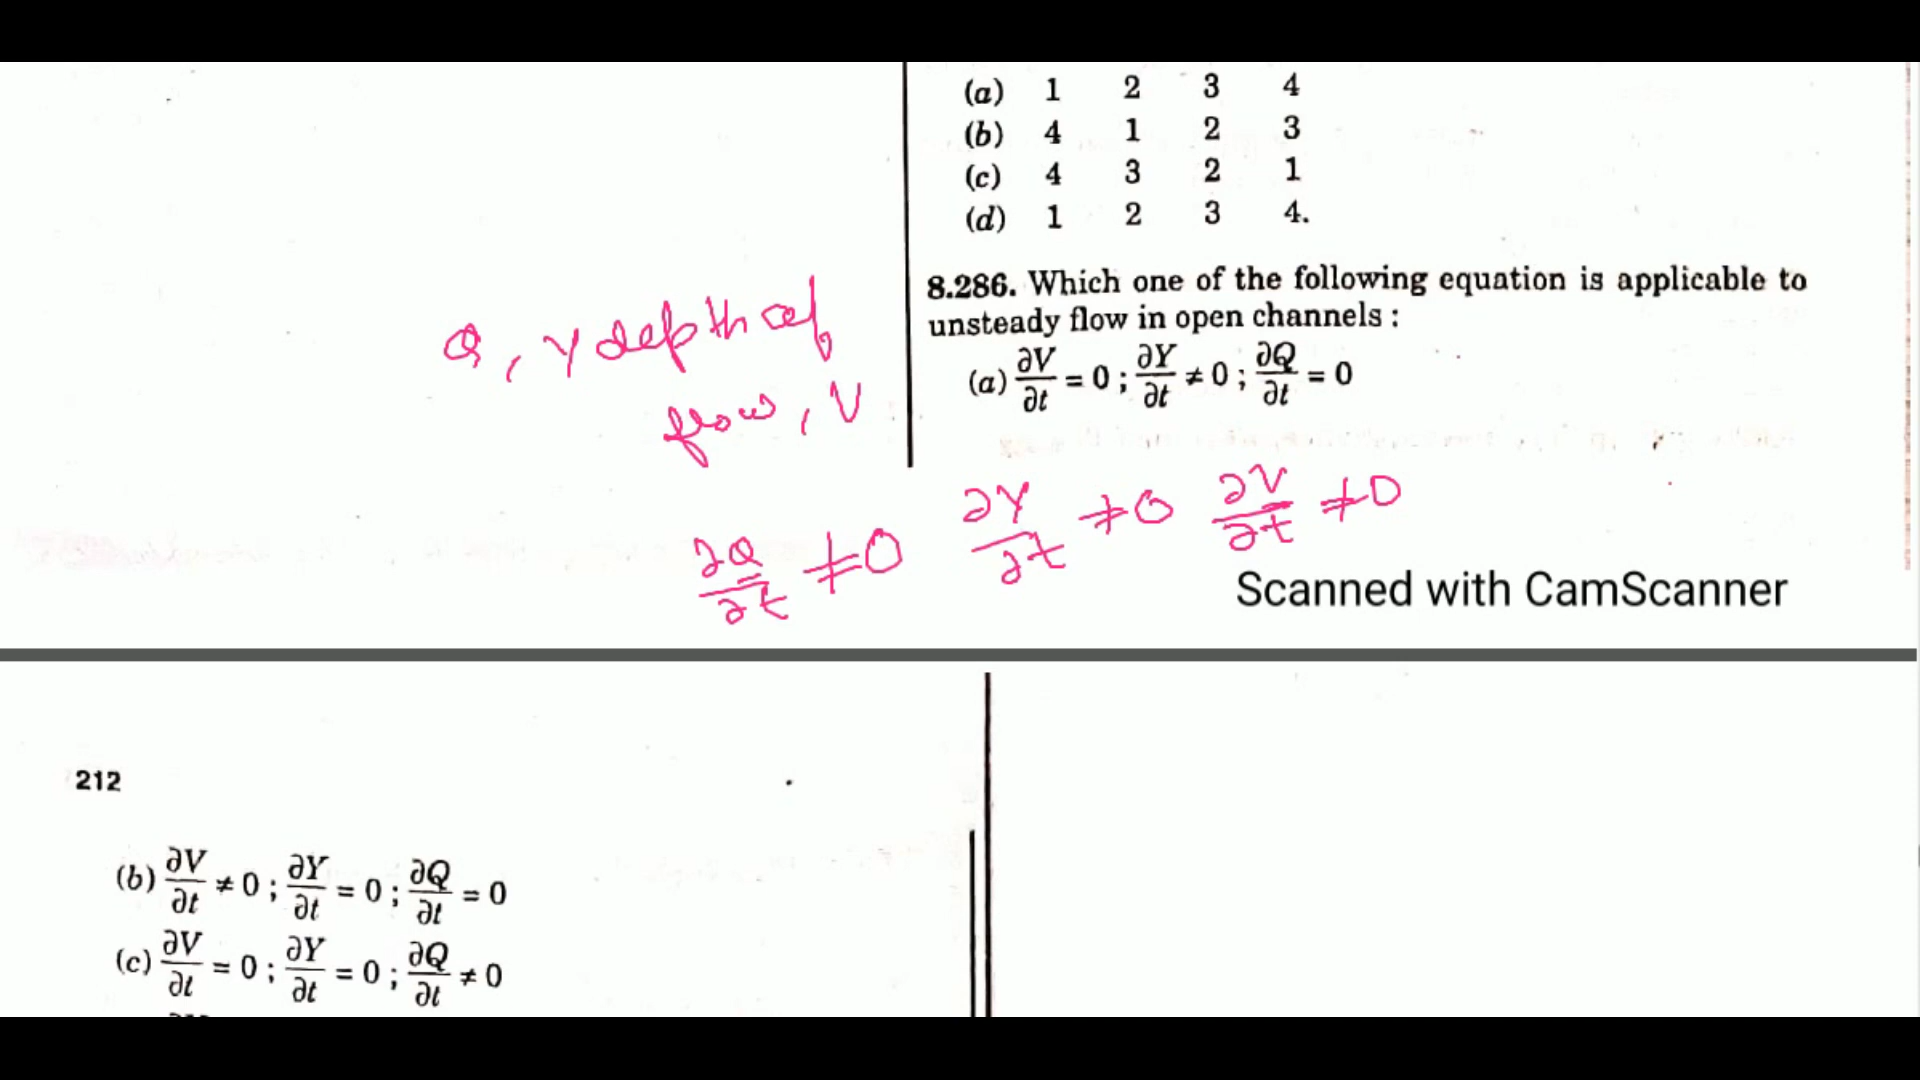 (a) 1 2 3 4
(b) 4 1 2 3
(c) 4 3 2 1
(d) 1 2 3 4.
8.286. Which one of the following equation is applicable to
unsteady flow in open channels :
(a) ∂V/∂t = 0 ; ∂Y/∂t ≠ 0 ; ∂Q/∂t = 0
Q, Y depth of
flow, V
∂Q/∂t ≠0 ∂Y/∂t ≠0 ∂V/∂t ≠0
Scanned with CamScanner
212
(b) ∂V/∂t ≠ 0 ; ∂Y/∂t = 0 ; ∂Q/∂t = 0
(c) ∂V/∂t = 0 ; ∂Y/∂t = 0 ; ∂Q/∂t ≠ 0